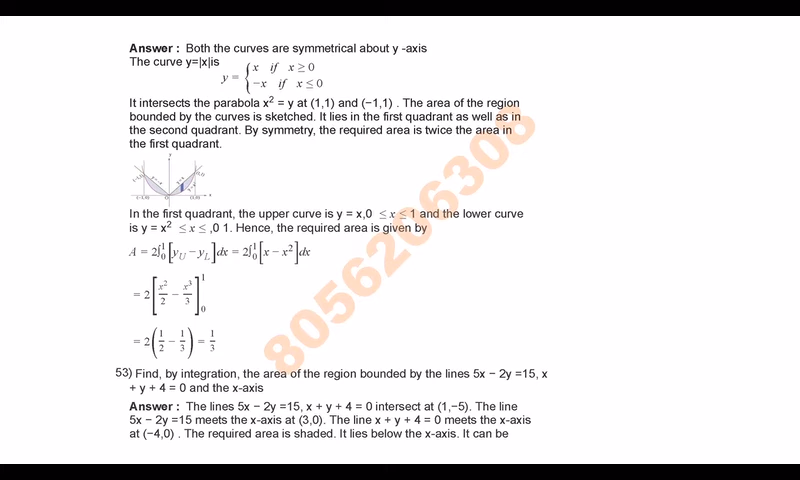 Answer : Both the curves are symmetrical about y -axis
The curve y=|x|is
y = { x if x ≥ 0
−x if x ≤ 0
It intersects the parabola x² = y at (1,1) and (−1,1) . The area of the region
bounded by the curves is sketched. It lies in the first quadrant as well as in
the second quadrant. By symmetry, the required area is twice the area in
the first quadrant.
In the first quadrant, the upper curve is y = x,0 ≤ x ≤ 1 and the lower curve
is y = x² ≤ x ≤ ,0 1. Hence, the required area is given by
A = 2∫₀¹[y_U − y_L]dx = 2∫₀¹[x − x²]dx
= 2[x²/2 − x³/3]₀¹
= 2(1/2 − 1/3) = 1/3
53) Find, by integration, the area of the region bounded by the lines 5x − 2y =15, x
+ y + 4 = 0 and the x-axis
Answer : The lines 5x − 2y =15, x + y + 4 = 0 intersect at (1,−5). The line
5x − 2y =15 meets the x-axis at (3,0). The line x + y + 4 = 0 meets the x-axis
at (−4,0) . The required area is shaded. It lies below the x-axis. It can be
8056206308